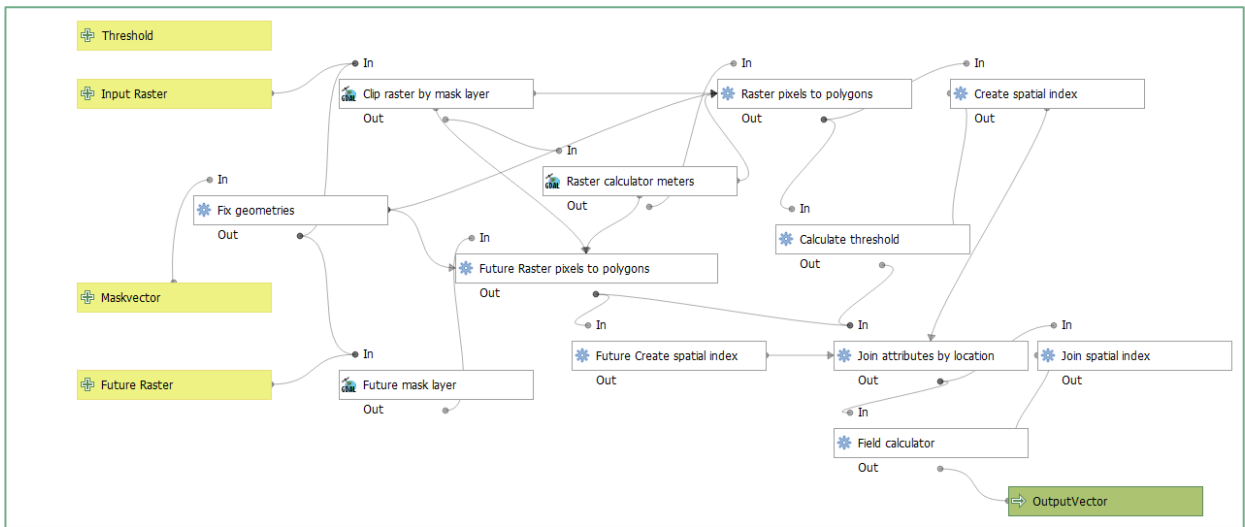 Threshold
In
In
In
Input Raster
Clip raster by mask layer
Raster pixels to polygons
Create spatial index
Out
Out
Out
In
GDAL
Raster calculator meters
In
Out
Fix geometries
In
Out
Calculate threshold
In
Out
Future Raster pixels to polygons
Out
Maskvector
In
In
In
In
Future Create spatial index
Join attributes by location
Join spatial index
Future Raster
Future mask layer
Out
Out
Out
Out
In
Field calculator
Out
OutputVector